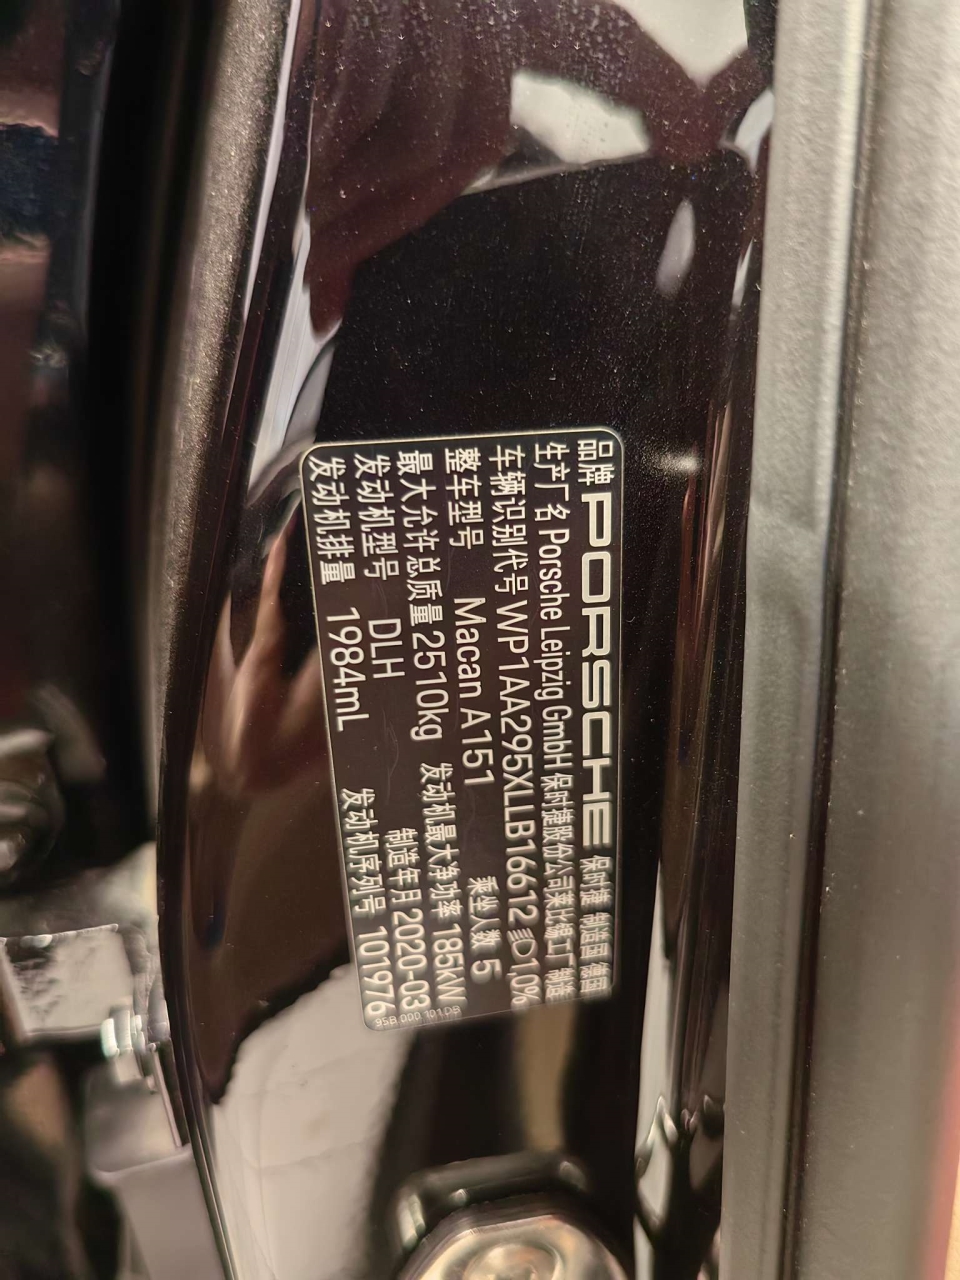 品牌 PORSCHE 保时捷 制造国 德国
生产厂名 Porsche Leipzig GmbH 保时捷股份公司莱比锡工厂制造
车辆识别代号 WP1AA295XLLB16612 1,0%
整车型号 Macan A151 乘坐人数 5
最大允许总质量 2510kg 发动机最大净功率 185kW
发动机型号 DLH 制造年月 2020-03
发动机排量 1984mL 发动机序列号 101976
95B 000 101 DB